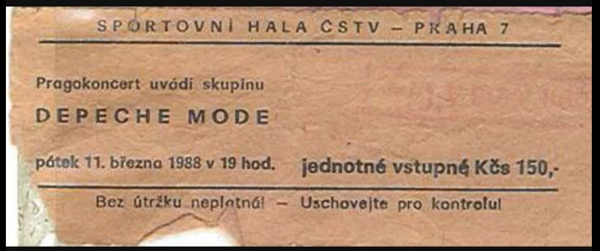 SPORTOVNÍ HALA ČSTV – PRAHA 7
Pragokoncert uvádí skupinu
DEPECHE MODE
pátek 11. března 1988 v 19 hod. jednotné vstupné Kčs 150,-
Bez útržku neplatná! – Uschovejte pro kontrolu!